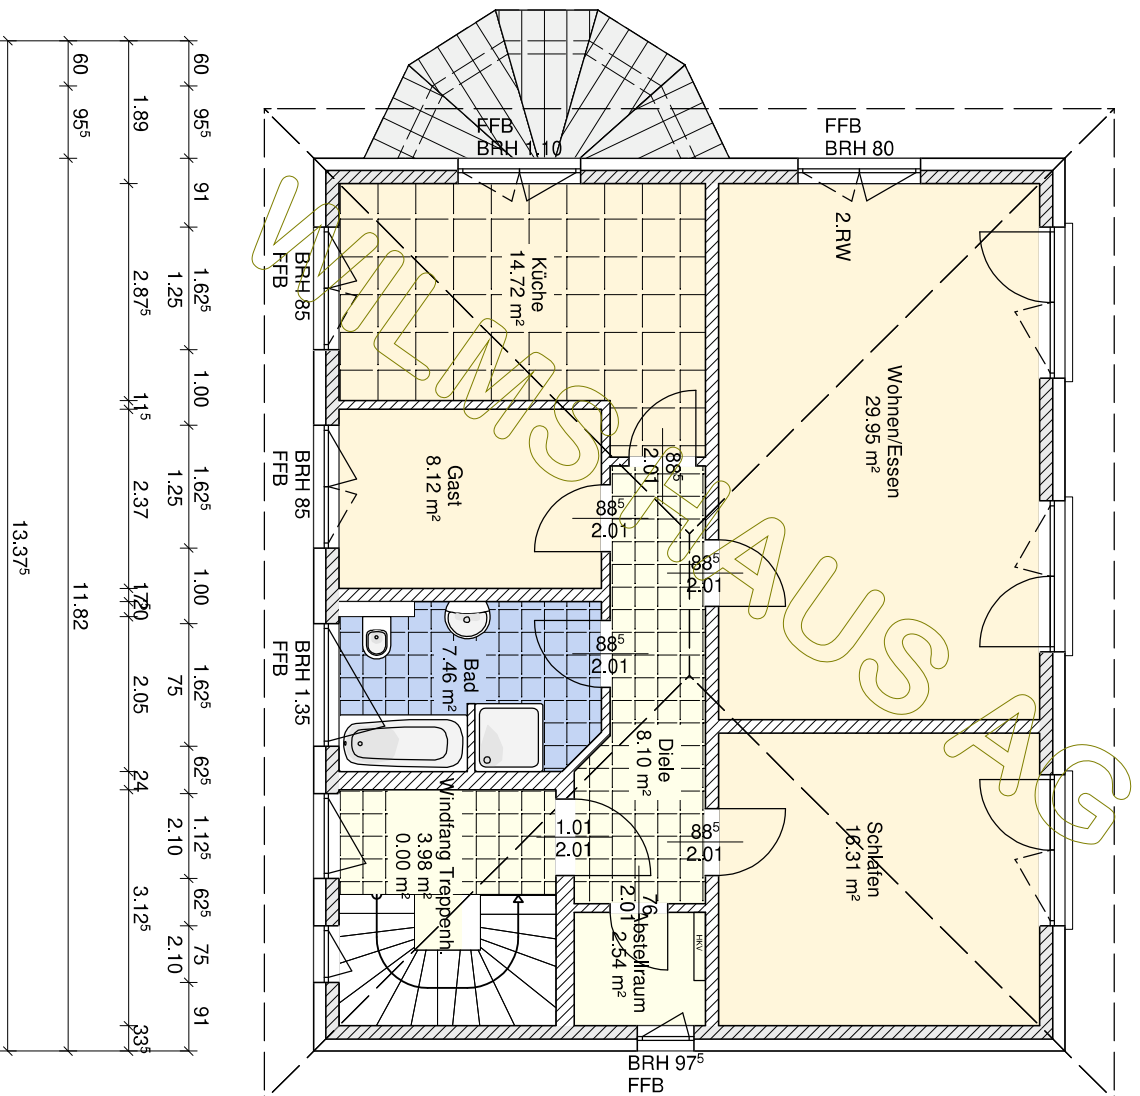 FFB
BRH 1.10
FFB
BRH 80
2.RW
BRH 85
FFB
Küche
14.72 m²
Wohnen/Essen
29.95 m²
88⁵
2.01
BRH 85
FFB
Gast
8.12 m²
88⁵
2.01
88⁵
2.01
BRH 1.35
FFB
Bad
7.46 m²
88⁵
2.01
Diele
8.10 m²
Windfang Treppenh.
3.98 m²
0.00 m²
1.01
2.01
88⁵
2.01
Schlafen
16.31 m²
76
2.01
Abstellraum
2.54 m²
HKV
BRH 97⁵
FFB
WILMS HAUS AG
60
95⁵
91
1.62⁵
1.25
1.00
1.62⁵
1.25
1.00
1.62⁵
75
62⁵
1.12⁵
2.10
62⁵
75
2.10
91
1.89
2.87⁵
11⁵
2.37
17⁵
20
2.05
24
3.12⁵
33⁵
60
95⁵
11.82
13.37⁵